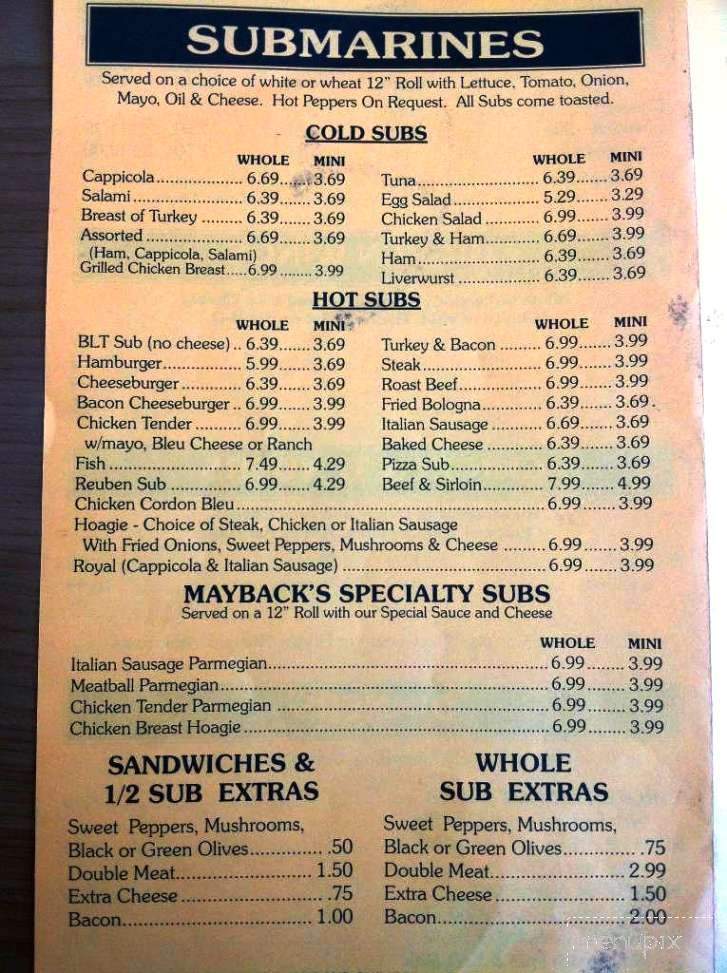 SUBMARINES
Served on a choice of white or wheat 12" Roll with Lettuce, Tomato, Onion,
Mayo, Oil & Cheese. Hot Peppers On Request. All Subs come toasted.
COLD SUBS
WHOLE MINI
Cappicola 6.69 3.69
Salami 6.39 3.69
Breast of Turkey 6.39 3.69
Assorted 6.69 3.69
(Ham, Cappicola, Salami)
Grilled Chicken Breast 6.99 3.99
WHOLE MINI
Tuna 6.39 3.69
Egg Salad 5.29 3.29
Chicken Salad 6.99 3.99
Turkey & Ham 6.69 3.99
Ham 6.39 3.69
Liverwurst 6.39 3.69
HOT SUBS
WHOLE MINI
BLT Sub (no cheese) 6.39 3.69
Hamburger 5.99 3.69
Cheeseburger 6.39 3.69
Bacon Cheeseburger 6.99 3.99
Chicken Tender 6.99 3.99
w/mayo, Bleu Cheese or Ranch
Fish 7.49 4.29
Reuben Sub 6.99 4.29
WHOLE MINI
Turkey & Bacon 6.99 3.99
Steak 6.99 3.99
Roast Beef 6.99 3.99
Fried Bologna 6.39 3.69
Italian Sausage 6.69 3.69
Baked Cheese 6.39 3.69
Pizza Sub 6.39 3.69
Beef & Sirloin 7.99 4.99
Chicken Cordon Bleu 6.99 3.99
Hoagie - Choice of Steak, Chicken or Italian Sausage
With Fried Onions, Sweet Peppers, Mushrooms & Cheese 6.99 3.99
Royal (Cappicola & Italian Sausage) 6.99 3.99
MAYBACK'S SPECIALTY SUBS
Served on a 12" Roll with our Special Sauce and Cheese
WHOLE MINI
Italian Sausage Parmegian 6.99 3.99
Meatball Parmegian 6.99 3.99
Chicken Tender Parmegian 6.99 3.99
Chicken Breast Hoagie 6.99 3.99
SANDWICHES &
1/2 SUB EXTRAS
Sweet Peppers, Mushrooms,
Black or Green Olives .50
Double Meat 1.50
Extra Cheese .75
Bacon 1.00
WHOLE
SUB EXTRAS
Sweet Peppers, Mushrooms,
Black or Green Olives .75
Double Meat 2.99
Extra Cheese 1.50
Bacon 2.00
menupix